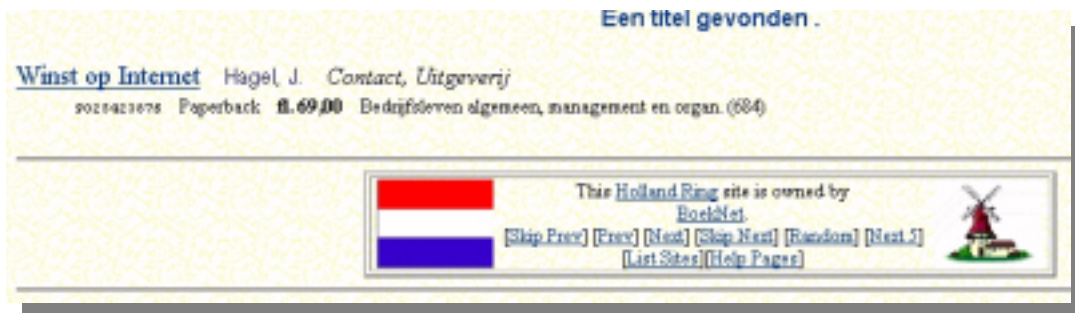 Een titel gevonden .
Winst op Internet Hagel, J. Contact, Uitgeverij
Paperback fl. 69,00 Bedrijfsleven algemeen, management en organ. (684)
This Holland Ring site is owned by
BoekNet.
[Skip Prev] [Prev] [Next] [Skip Next] [Random] [Next 5]
[List Sites][Help Pages]